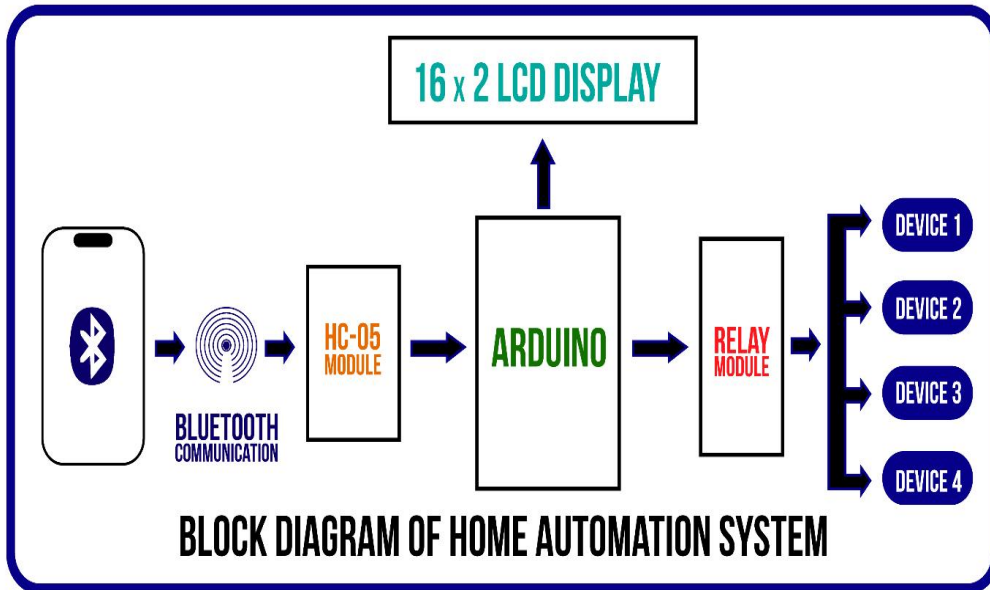 16 x 2 LCD DISPLAY
BLUETOOTH
COMMUNICATION
HC-05
MODULE
ARDUINO
RELAY
MODULE
DEVICE 1
DEVICE 2
DEVICE 3
DEVICE 4
BLOCK DIAGRAM OF HOME AUTOMATION SYSTEM